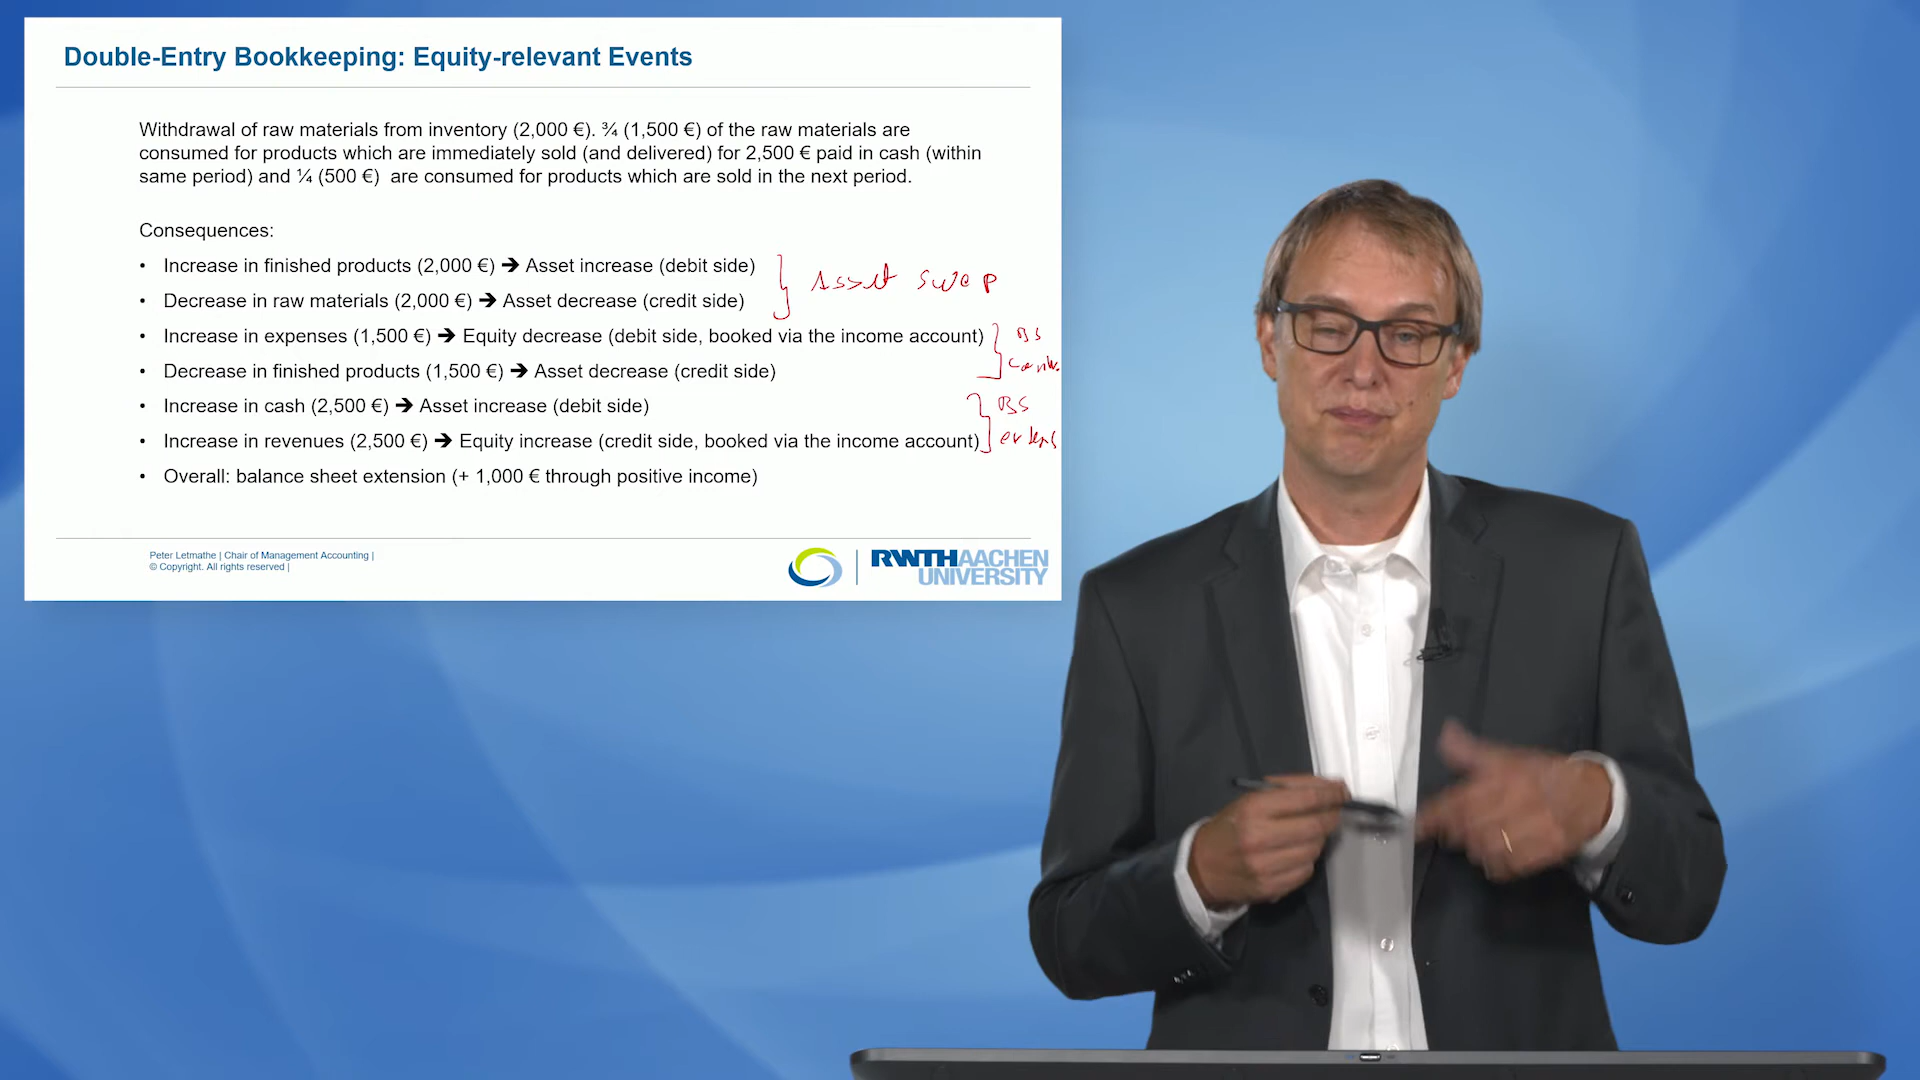 Double-Entry Bookkeeping: Equity-relevant Events
Withdrawal of raw materials from inventory (2,000 €). ¾ (1,500 €) of the raw materials are
consumed for products which are immediately sold (and delivered) for 2,500 € paid in cash (within
same period) and ¼ (500 €) are consumed for products which are sold in the next period.
Consequences:
• Increase in finished products (2,000 €) ➔ Asset increase (debit side)
• Decrease in raw materials (2,000 €) ➔ Asset decrease (credit side)
Asset swap
• Increase in expenses (1,500 €) ➔ Equity decrease (debit side, booked via the income account)
• Decrease in finished products (1,500 €) ➔ Asset decrease (credit side)
BS
• Increase in cash (2,500 €) ➔ Asset increase (debit side)
• Increase in revenues (2,500 €) ➔ Equity increase (credit side, booked via the income account)
BS
• Overall: balance sheet extension (+ 1,000 € through positive income)
Peter Letmathe | Chair of Management Accounting |
© Copyright. All rights reserved |
RWTH AACHEN
UNIVERSITY